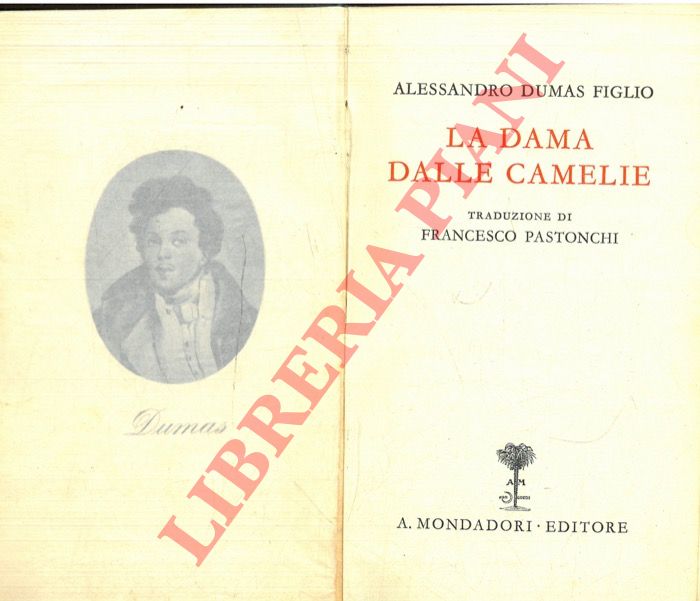 Dumas
ALESSANDRO DUMAS FIGLIO
LA DAMA
DALLE CAMELIE
TRADUZIONE DI
FRANCESCO PASTONCHI
A M
A. MONDADORI · EDITORE
LIBRERIA PIANI